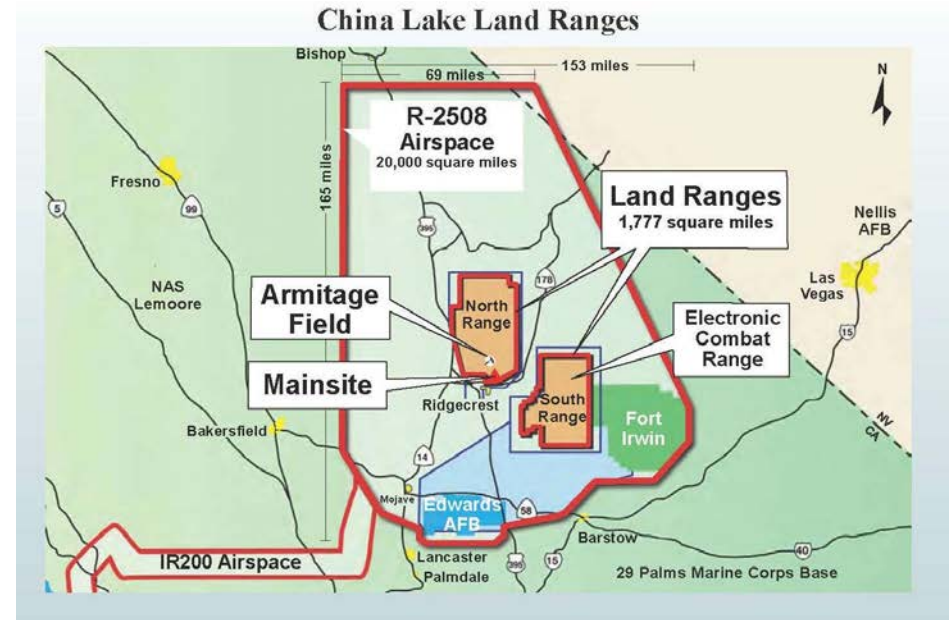 China Lake Land Ranges
Bishop
153 miles
69 miles
N
R-2508
Airspace
20,000 square miles
165 miles
Fresno
99
5
395
Land Ranges
1,777 square miles
Nellis
AFB
Las
Vegas
15
178
NAS
Lemoore
Armitage
Field
North
Range
Electronic
Combat
Range
Mainsite
Ridgecrest
South
Range
Fort
Irwin
NV
CA
Bakersfield
14
Mojave
Edwards
AFB
58
Barstow
Lancaster
Palmdale
395
15
40
IR200 Airspace
29 Palms Marine Corps Base